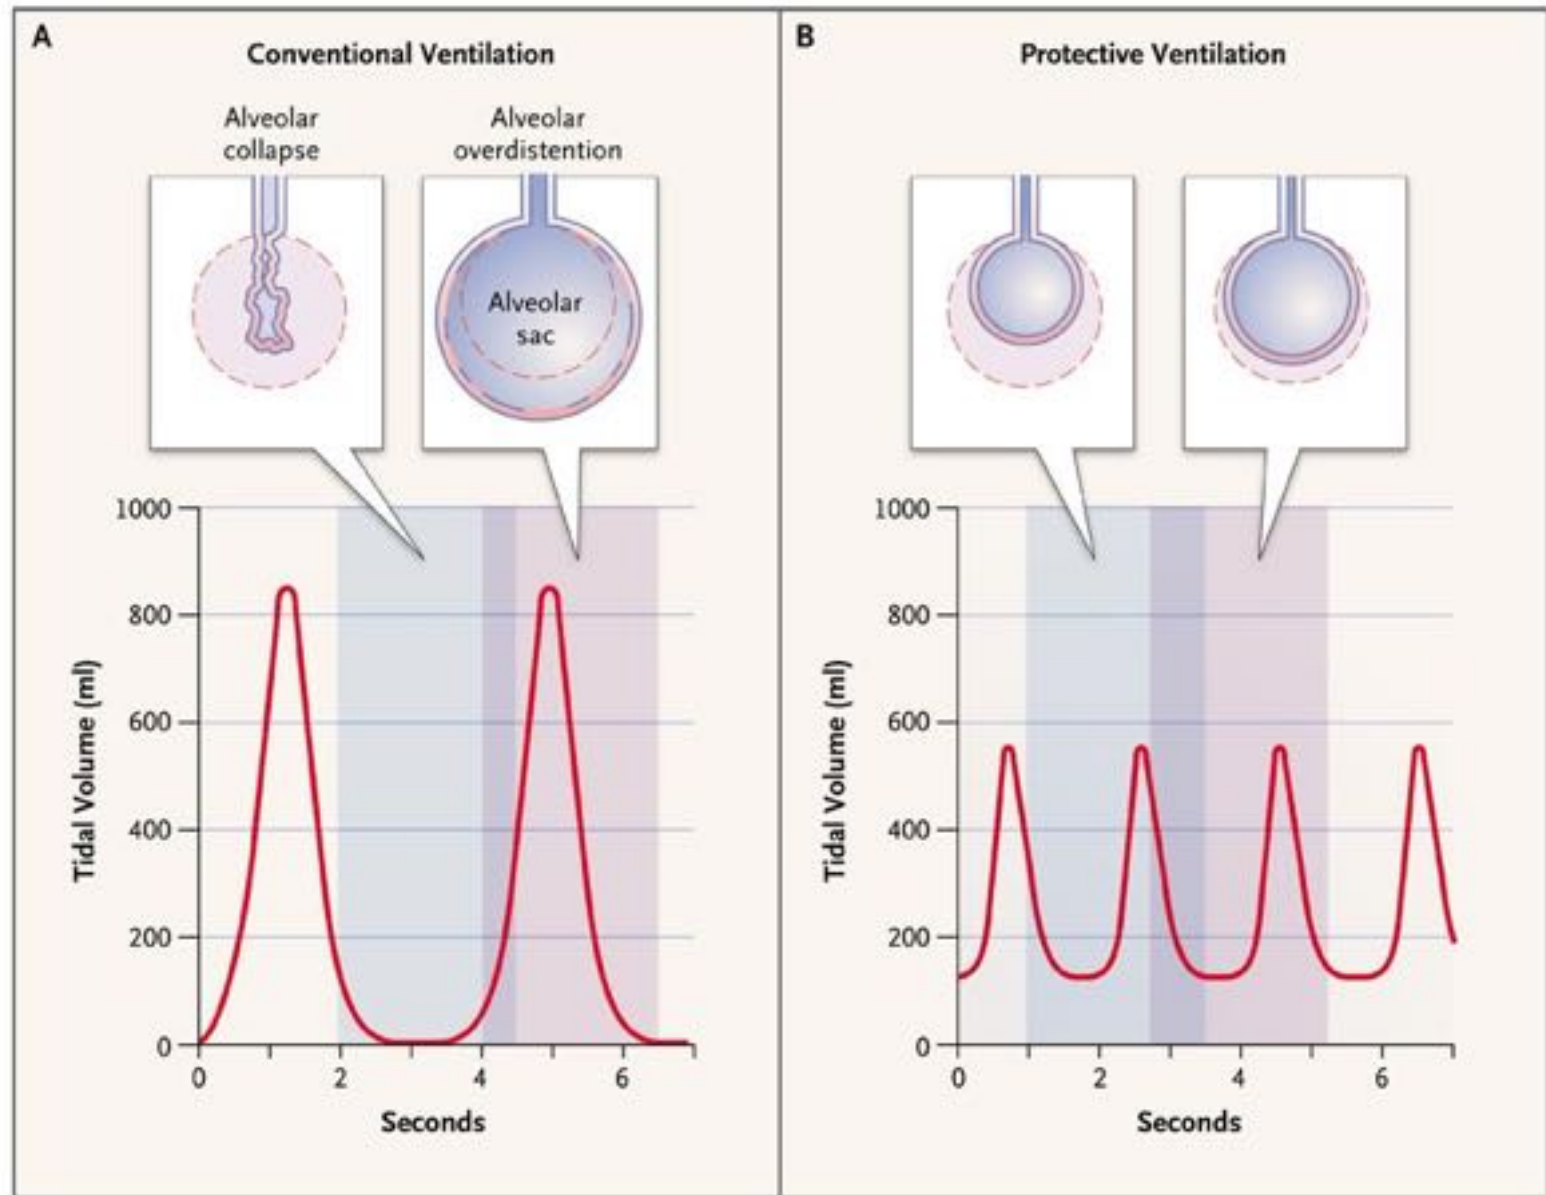 A
Conventional Ventilation
Alveolar
collapse
Alveolar
overdistention
Alveolar
sac
1000
800
600
400
200
0
Tidal Volume (ml)
0
2
4
6
Seconds
B
Protective Ventilation
1000
800
600
400
200
0
Tidal Volume (ml)
0
2
4
6
Seconds